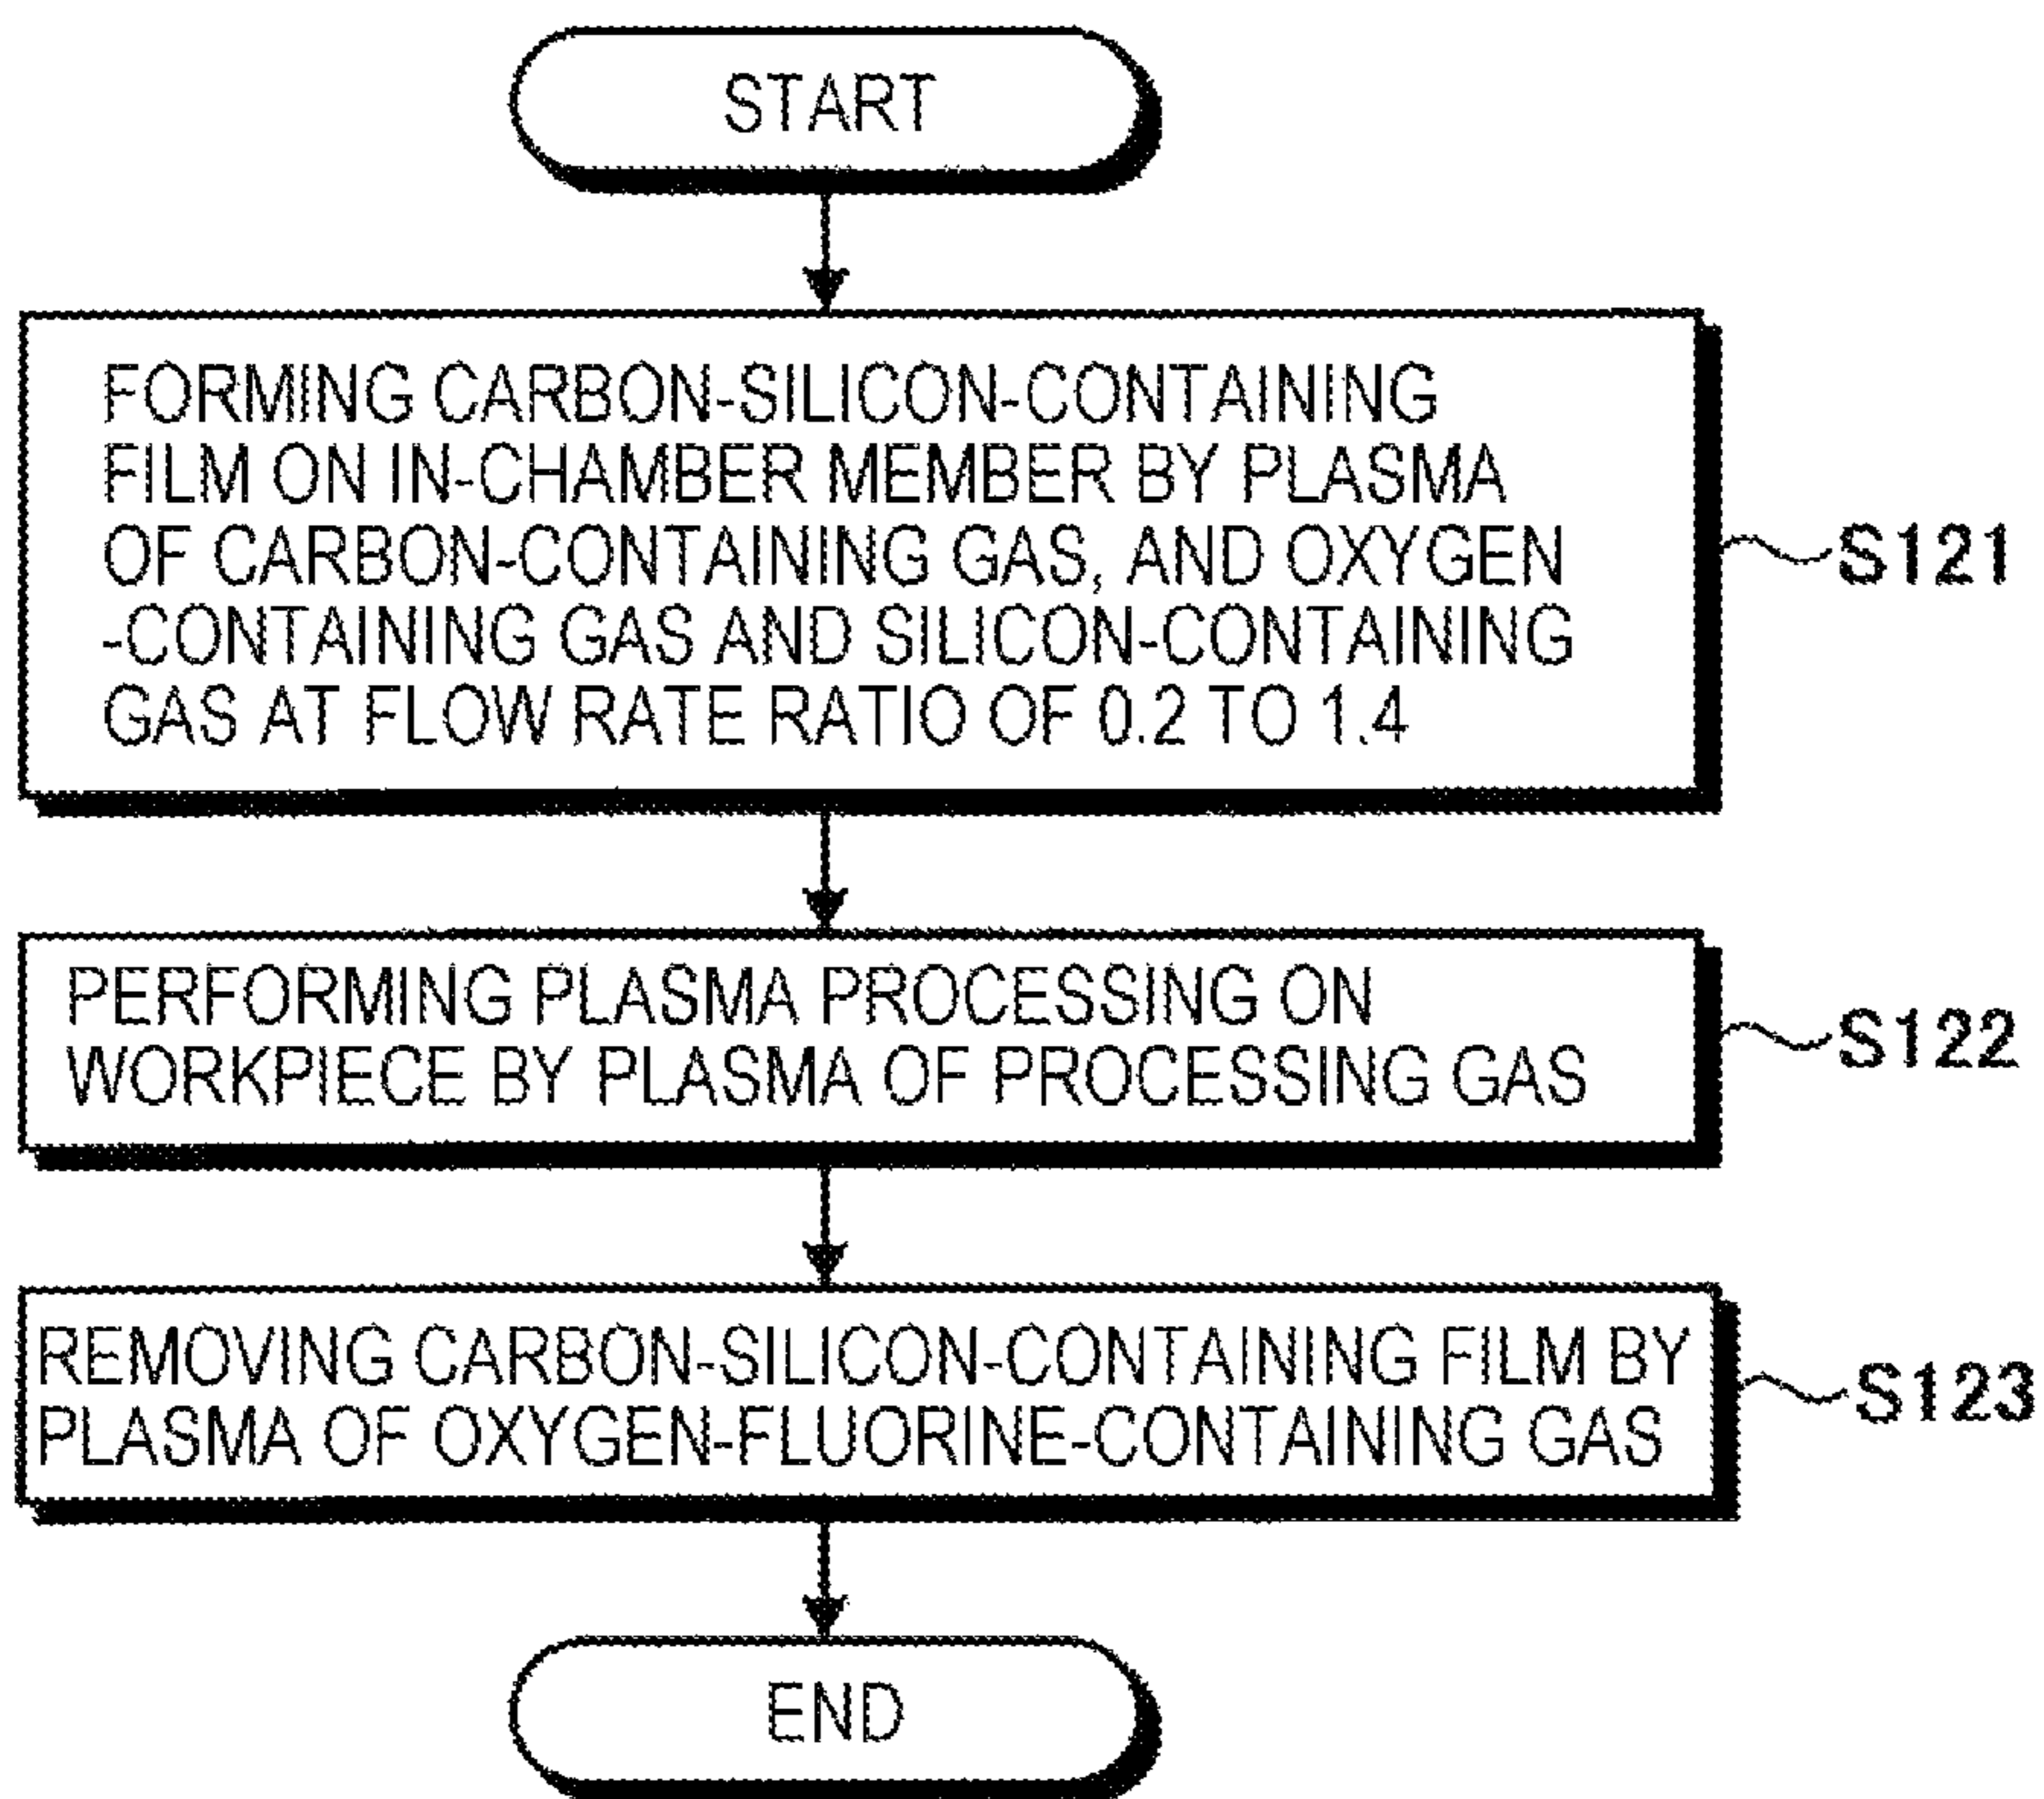 START
FORMING CARBON-SILICON-CONTAINING
FILM ON IN-CHAMBER MEMBER BY PLASMA
OF CARBON-CONTAINING GAS, AND OXYGEN
-CONTAINING GAS AND SILICON-CONTAINING
GAS AT FLOW RATE RATIO OF 0.2 TO 1.4
S121
PERFORMING PLASMA PROCESSING ON
WORKPIECE BY PLASMA OF PROCESSING GAS
S122
REMOVING CARBON-SILICON-CONTAINING FILM BY
PLASMA OF OXYGEN-FLUORINE-CONTAINING GAS
S123
END